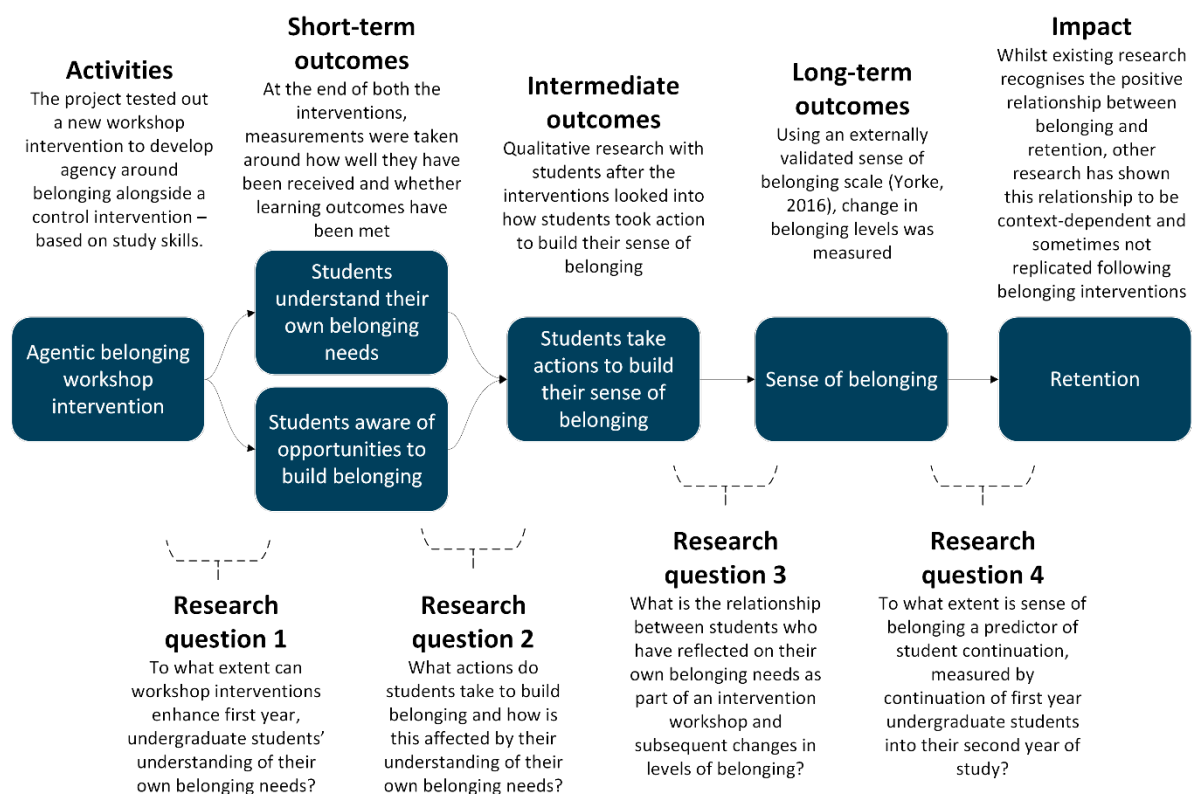 Activities
The project tested out
a new workshop
intervention to develop
agency around
belonging alongside a
control intervention –
based on study skills.
Short-term
outcomes
At the end of both the
interventions,
measurements were taken
around how well they have
been received and whether
learning outcomes have
been met
Intermediate
outcomes
Qualitative research with
students after the
interventions looked into
how students took action
to build their sense of
belonging
Long-term
outcomes
Using an externally
validated sense of
belonging scale (Yorke,
2016), change in
belonging levels was
measured
Impact
Whilst existing research
recognises the positive
relationship between
belonging and
retention, other
research has shown
this relationship to be
context-dependent and
sometimes not
replicated following
belonging interventions
Agentic belonging
workshop
intervention
Students
understand their
own belonging
needs
Students aware of
opportunities to
build belonging
Students take
actions to build
their sense of
belonging
Sense of belonging
Retention
Research
question 1
To what extent can
workshop interventions
enhance first year,
undergraduate students’
understanding of their
own belonging needs?
Research
question 2
What actions do
students take to build
belonging and how is
this affected by their
understanding of their
own belonging needs?
Research
question 3
What is the relationship
between students who
have reflected on their
own belonging needs as
part of an intervention
workshop and
subsequent changes in
levels of belonging?
Research
question 4
To what extent is sense of
belonging a predictor of
student continuation,
measured by
continuation of first year
undergraduate students
into their second year of
study?